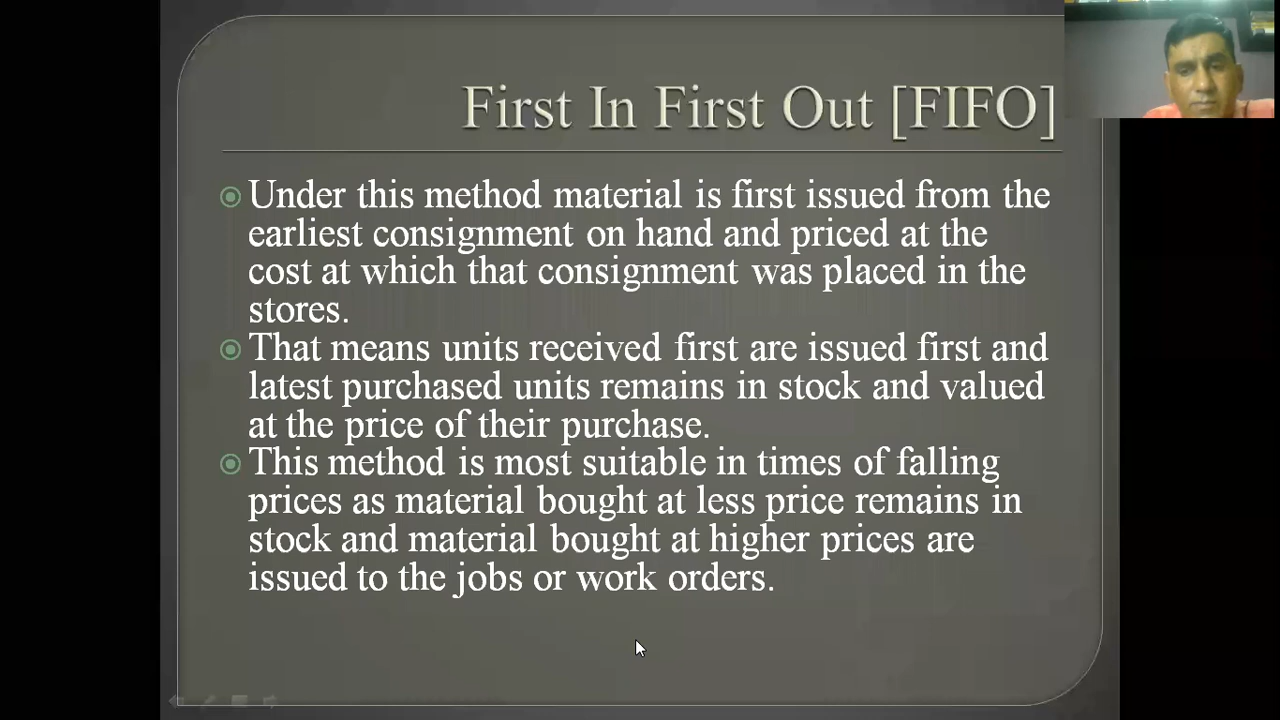 First In First Out [FIFO]
Under this method material is first issued from the
earliest consignment on hand and priced at the
cost at which that consignment was placed in the
stores.
That means units received first are issued first and
latest purchased units remains in stock and valued
at the price of their purchase.
This method is most suitable in times of falling
prices as material bought at less price remains in
stock and material bought at higher prices are
issued to the jobs or work orders.